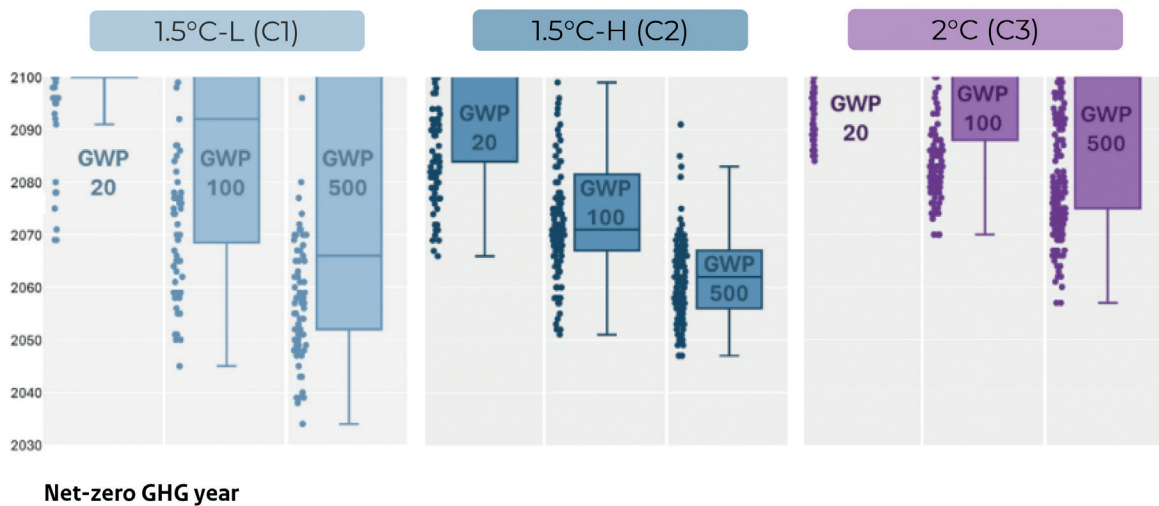 1.5°C-L (C1)
1.5°C-H (C2)
2°C (C3)
2100
2090
2080
2070
2060
2050
2040
2030
GWP
20
GWP
100
GWP
500
GWP
20
GWP
100
GWP
500
GWP
20
GWP
100
GWP
500
Net-zero GHG year